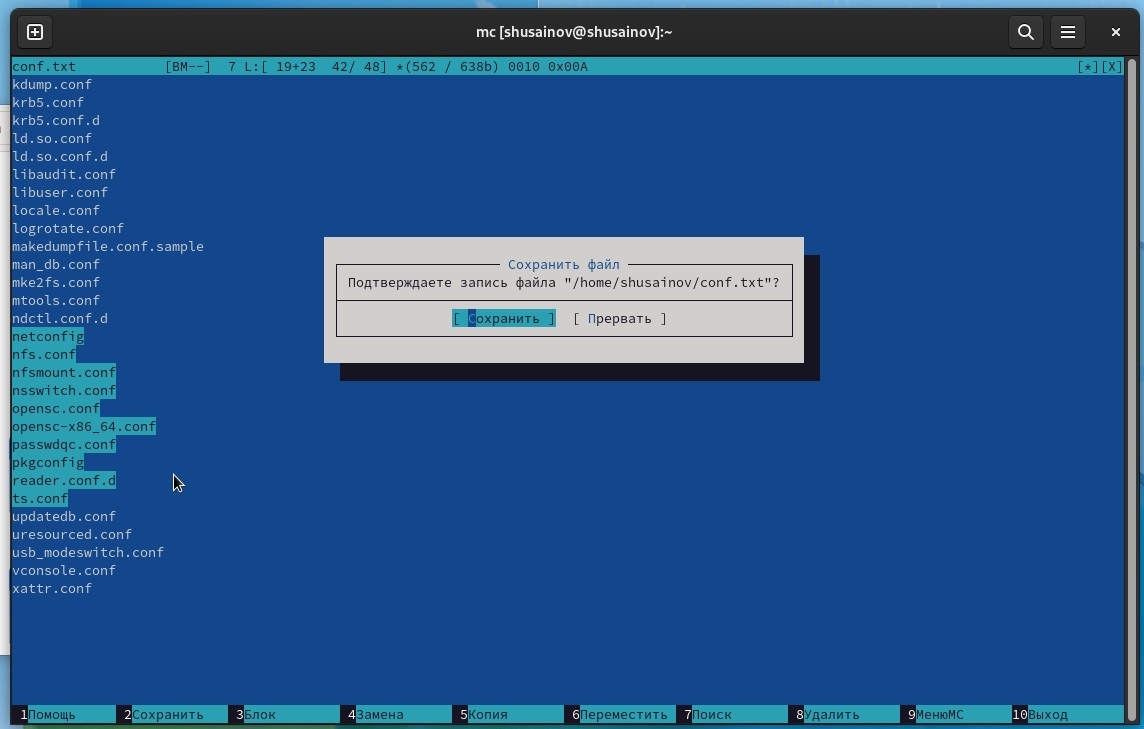 mc [shusainov@shusainov]:~
conf.txt [BM--] 7 L:[ 19+23 42/ 48] *(562 / 638b) 0010 0x00A [*][X]
kdump.conf
krb5.conf
krb5.conf.d
ld.so.conf
ld.so.conf.d
libaudit.conf
libuser.conf
locale.conf
logrotate.conf
makedumpfile.conf.sample
man_db.conf
mke2fs.conf
mtools.conf
ndctl.conf.d
netconfig
nfs.conf
nfsmount.conf
nsswitch.conf
opensc.conf
opensc-x86_64.conf
passwdqc.conf
pkgconfig
reader.conf.d
ts.conf
updatedb.conf
uresourced.conf
usb_modeswitch.conf
vconsole.conf
xattr.conf
Сохранить файл
Подтверждаете запись файла "/home/shusainov/conf.txt"?
[ Сохранить ] [ Прервать ]
1Помощь 2Сохранить 3Блок 4Замена 5Копия 6Переместить 7Поиск 8Удалить 9МенюMC 10Выход